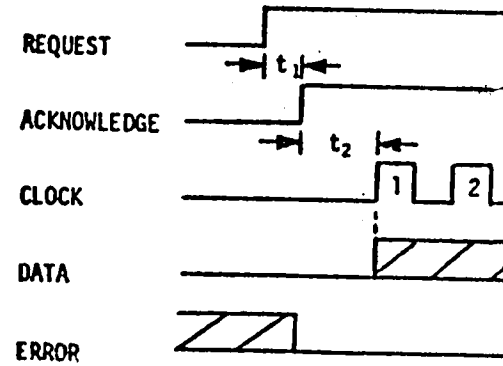 REQUEST
t₁
ACKNOWLEDGE
t₂
CLOCK
1
2
DATA
ERROR